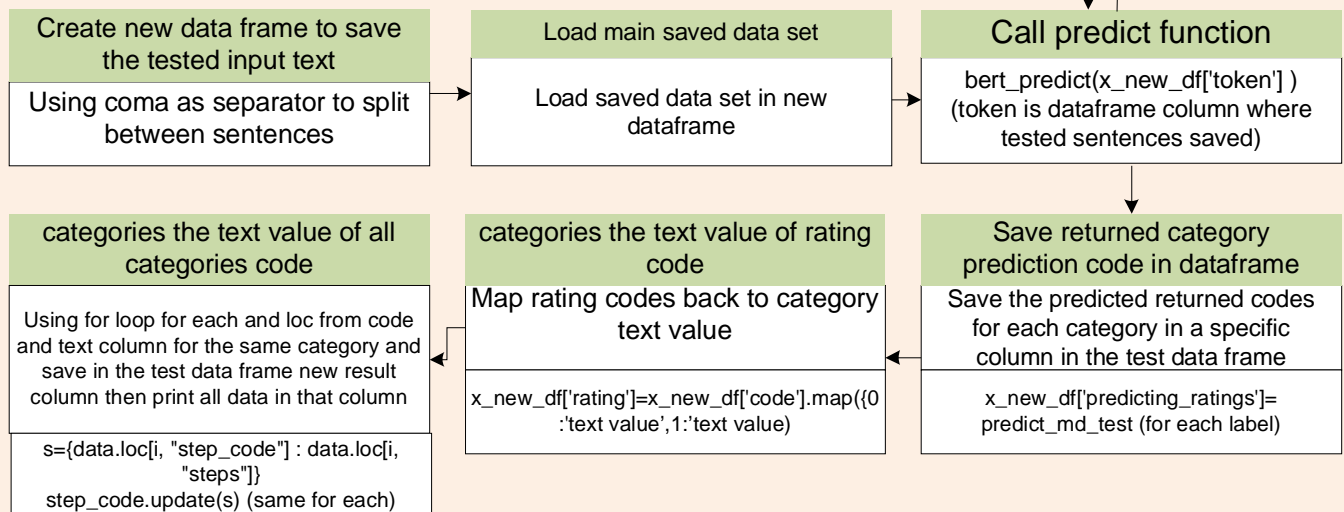 Create new data frame to save
the tested input text
Using coma as separator to split
between sentences
Load main saved data set
Load saved data set in new
dataframe
Call predict function
bert_predict(x_new_df['token'] )
(token is dataframe column where
tested sentences saved)
categories the text value of all
categories code
Using for loop for each and loc from code
and text column for the same category and
save in the test data frame new result
column then print all data in that column
s={data.loc[i, "step_code"] : data.loc[i,
"steps"]}
step_code.update(s) (same for each)
categories the text value of rating
code
Map rating codes back to category
text value
x_new_df['rating']=x_new_df['code'].map({0
:'text value',1:'text value)
Save returned category
prediction code in dataframe
Save the predicted returned codes
for each category in a specific
column in the test data frame
x_new_df['predicting_ratings']=
predict_md_test (for each label)